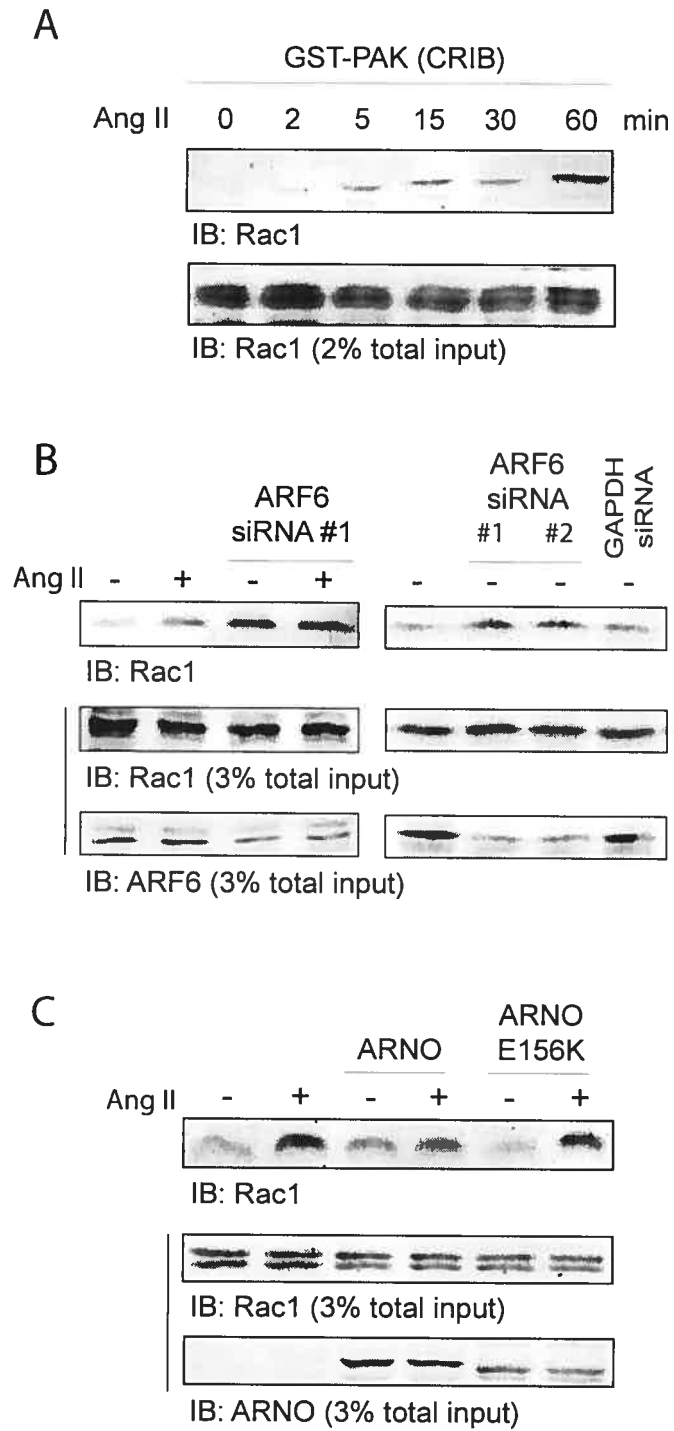 A
GST-PAK (CRIB)
Ang II 0 2 5 15 30 60 min
IB: Rac1
IB: Rac1 (2% total input)
B
ARF6 siRNA #1
ARF6 siRNA
#1 #2
GAPDH siRNA
Ang II - + - + - - - -
IB: Rac1
IB: Rac1 (3% total input)
IB: ARF6 (3% total input)
C
ARNO
ARNO E156K
Ang II - + - + - +
IB: Rac1
IB: Rac1 (3% total input)
IB: ARNO (3% total input)